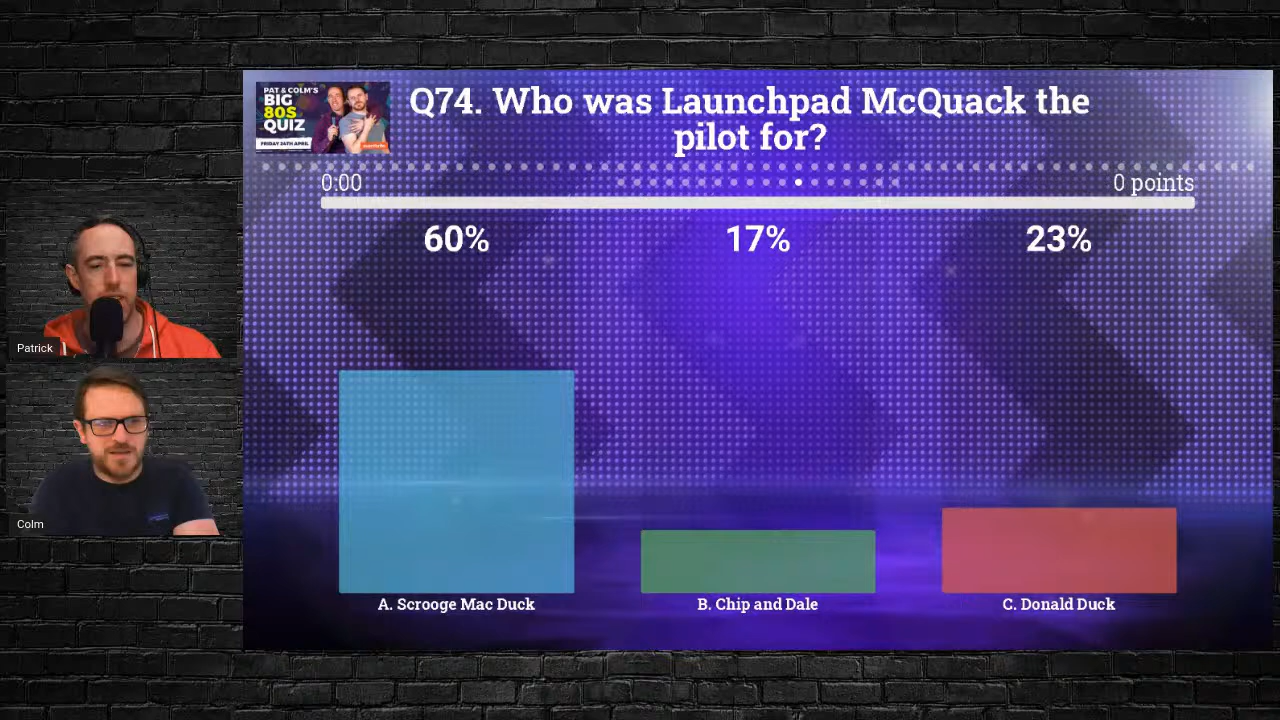 PAT & COLM'S
BIG
80S
QUIZ
FRIDAY 24TH APRIL
Q74. Who was Launchpad McQuack the
pilot for?
0:00
0 points
60%
17%
23%
Patrick
Colm
A. Scrooge Mac Duck
B. Chip and Dale
C. Donald Duck